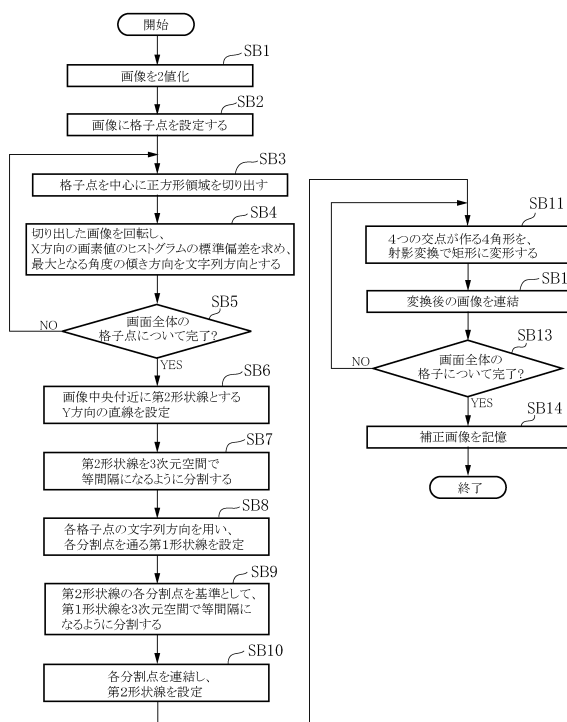 開始
SB1
画像を2値化
SB2
画像に格子点を設定する
SB3
格子点を中心に正方形領域を切り出す
SB4
切り出した画像を回転し、
X方向の画素値のヒストグラムの標準偏差を求め、
最大となる角度の傾き方向を文字列方向とする
SB5
画面全体の
格子点について完了?
NO
YES
SB6
画像中央付近に第2形状線とする
Y方向の直線を設定
SB7
第2形状線を3次元空間で
等間隔になるように分割する
SB8
各格子点の文字列方向を用い、
各分割点を通る第1形状線を設定
SB9
第2形状線の各分割点を基準として、
第1形状線を3次元空間で等間隔に
なるように分割する
SB10
各分割点を連結し、
第2形状線を設定
SB11
4つの交点が作る4角形を、
射影変換で矩形に変形する
SB1
変換後の画像を連結
SB13
画面全体の
格子について完了?
NO
YES
SB14
補正画像を記憶
終了